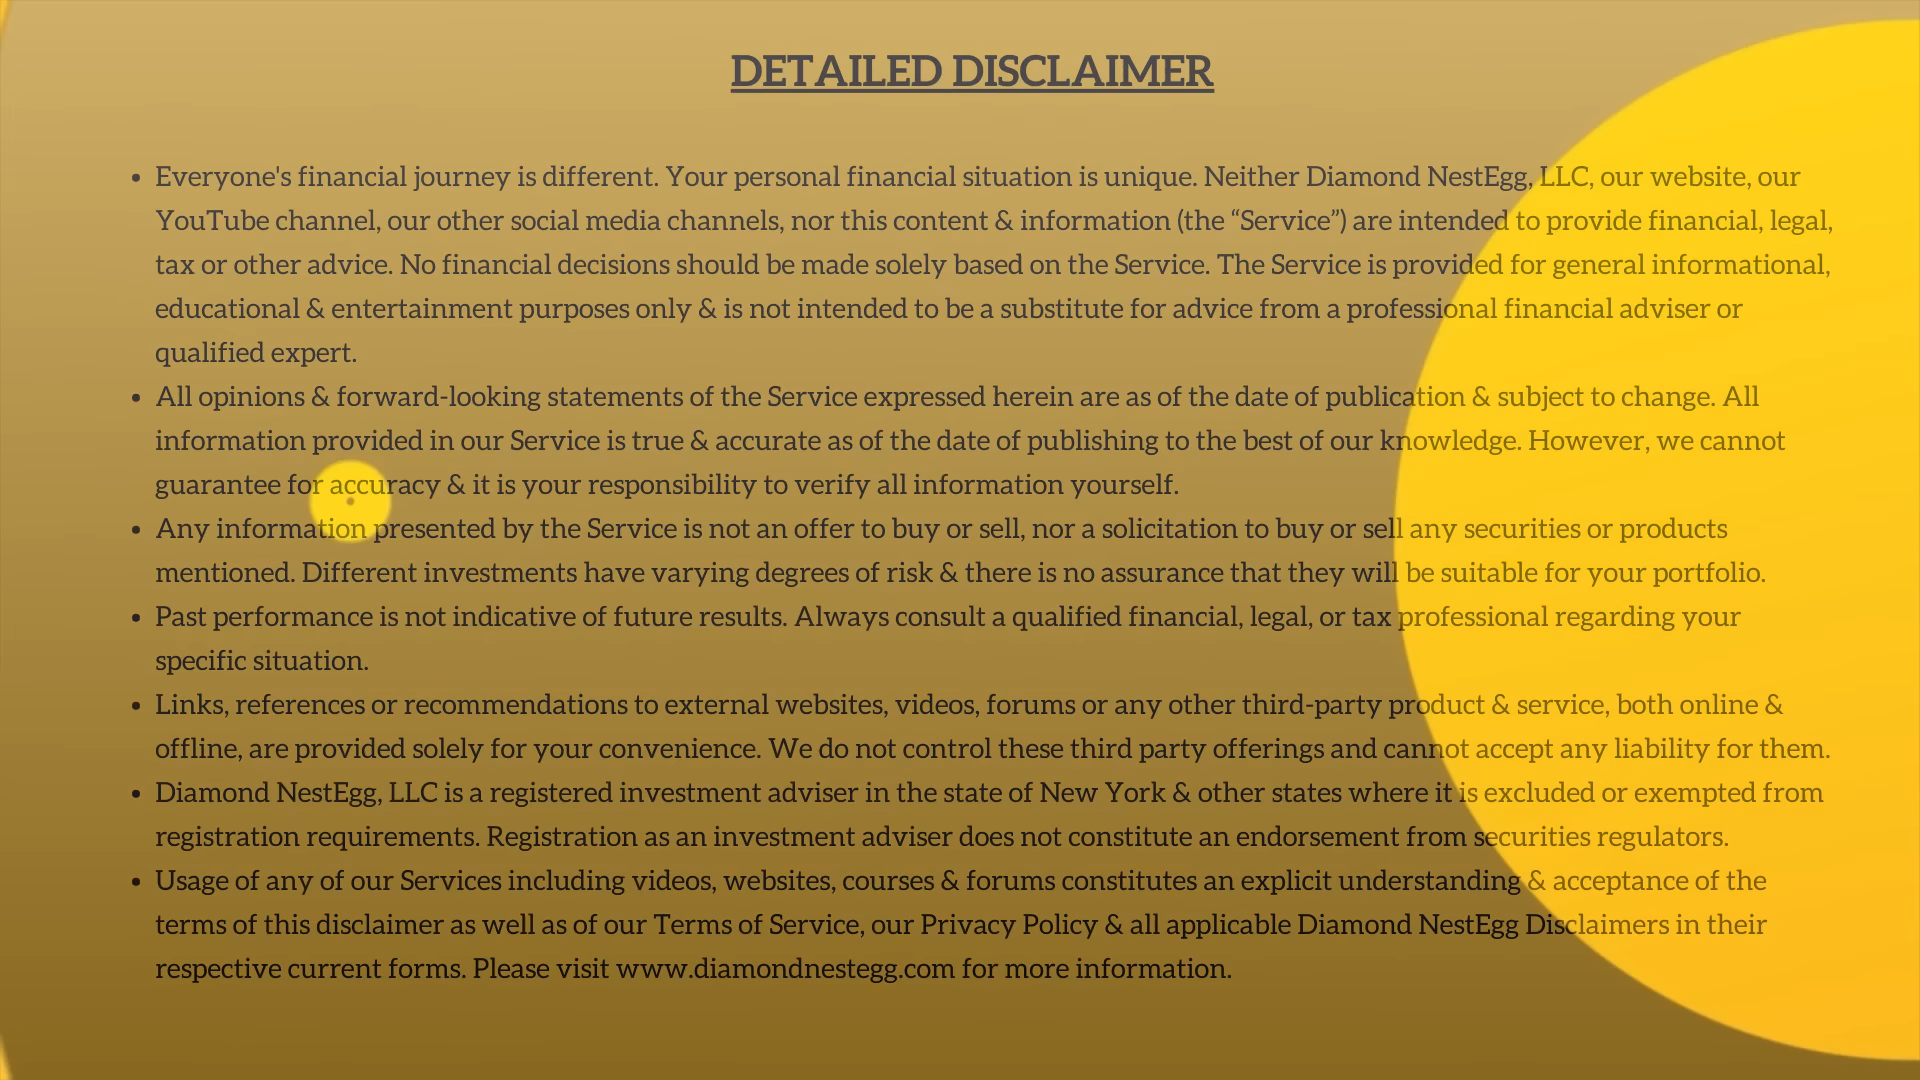 DETAILED DISCLAIMER
• Everyone's financial journey is different. Your personal financial situation is unique. Neither Diamond NestEgg, LLC, our website, our
YouTube channel, our other social media channels, nor this content & information (the “Service”) are intended to provide financial, legal,
tax or other advice. No financial decisions should be made solely based on the Service. The Service is provided for general informational,
educational & entertainment purposes only & is not intended to be a substitute for advice from a professional financial adviser or
qualified expert.
• All opinions & forward-looking statements of the Service expressed herein are as of the date of publication & subject to change. All
information provided in our Service is true & accurate as of the date of publishing to the best of our knowledge. However, we cannot
guarantee for accuracy & it is your responsibility to verify all information yourself.
• Any information presented by the Service is not an offer to buy or sell, nor a solicitation to buy or sell any securities or products
mentioned. Different investments have varying degrees of risk & there is no assurance that they will be suitable for your portfolio.
• Past performance is not indicative of future results. Always consult a qualified financial, legal, or tax professional regarding your
specific situation.
• Links, references or recommendations to external websites, videos, forums or any other third-party product & service, both online &
offline, are provided solely for your convenience. We do not control these third party offerings and cannot accept any liability for them.
• Diamond NestEgg, LLC is a registered investment adviser in the state of New York & other states where it is excluded or exempted from
registration requirements. Registration as an investment adviser does not constitute an endorsement from securities regulators.
• Usage of any of our Services including videos, websites, courses & forums constitutes an explicit understanding & acceptance of the
terms of this disclaimer as well as of our Terms of Service, our Privacy Policy & all applicable Diamond NestEgg Disclaimers in their
respective current forms. Please visit www.diamondnestegg.com for more information.